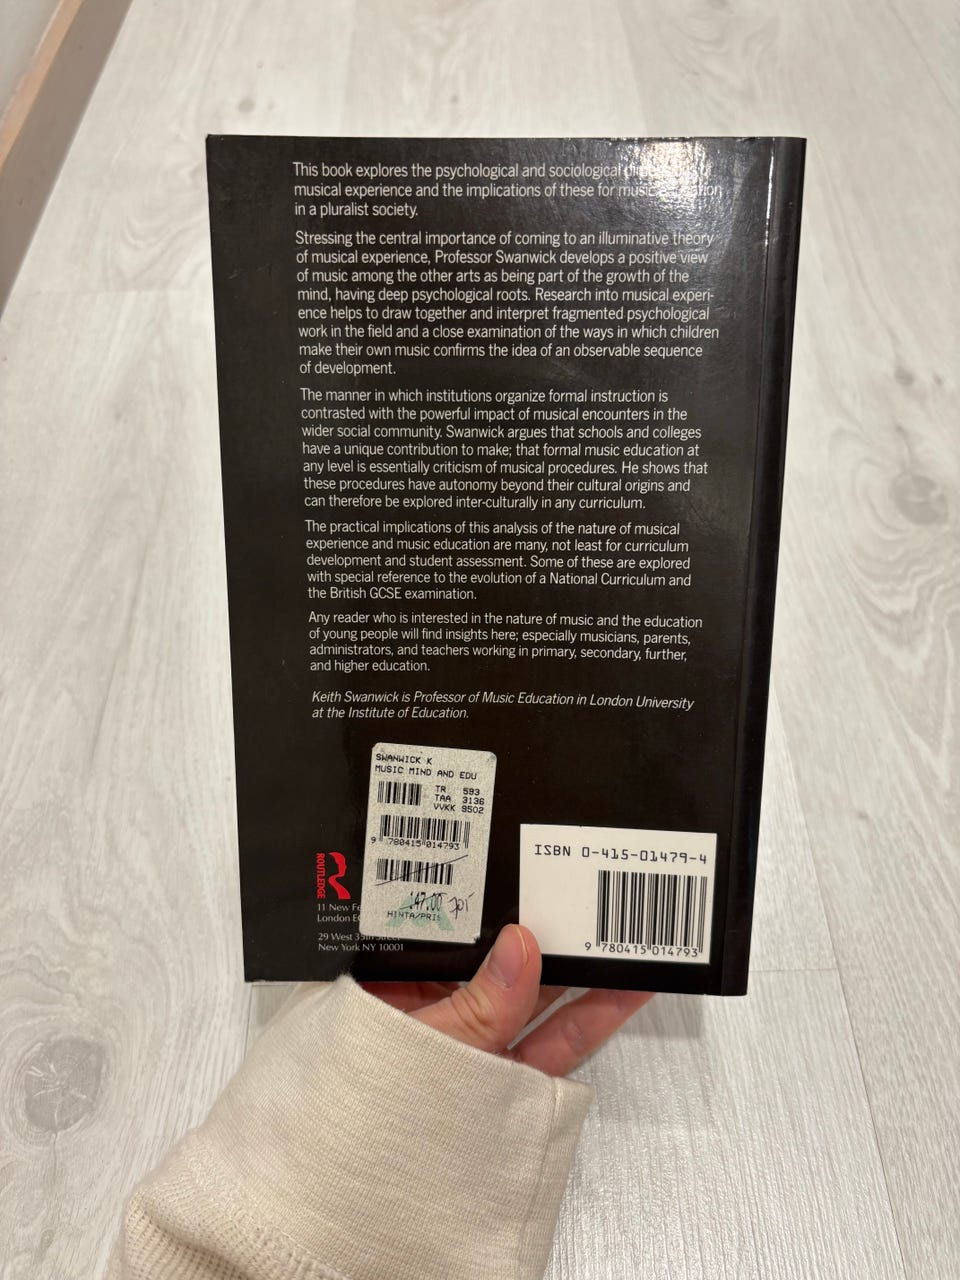 This book explores the psychological and sociological
musical experience and the implications of these for music education
in a pluralist society.
Stressing the central importance of coming to an illuminative theory
of musical experience, Professor Swanwick develops a positive view
of music among the other arts as being part of the growth of the
mind, having deep psychological roots. Research into musical experi-
ence helps to draw together and interpret fragmented psychological
work in the field and a close examination of the ways in which children
make their own music confirms the idea of an observable sequence
of development.
The manner in which institutions organize formal instruction is
contrasted with the powerful impact of musical encounters in the
wider social community. Swanwick argues that schools and colleges
have a unique contribution to make; that formal music education at
any level is essentially criticism of musical procedures. He shows that
these procedures have autonomy beyond their cultural origins and
can therefore be explored inter-culturally in any curriculum.
The practical implications of this analysis of the nature of musical
experience and music education are many, not least for curriculum
development and student assessment. Some of these are explored
with special reference to the evolution of a National Curriculum and
the British GCSE examination.
Any reader who is interested in the nature of music and the education
of young people will find insights here; especially musicians, parents,
administrators, and teachers working in primary, secondary, further,
and higher education.
Keith Swanwick is Professor of Music Education in London University
at the Institute of Education.
SWANWICK K
MUSIC MIND AND EDU
TR 593
TAA 3136
VVKK 9502
9 780415 014793
147.00
HINTA/PRIS
ROUTLEDGE
11 New
London
29 West 35th
New York NY 10001
ISBN 0-415-01479-4
9 780415 014793